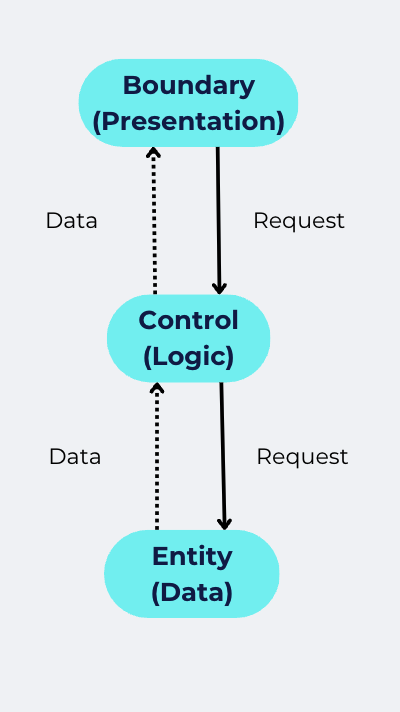 Boundary
(Presentation)
Data
Request
Control
(Logic)
Data
Request
Entity
(Data)